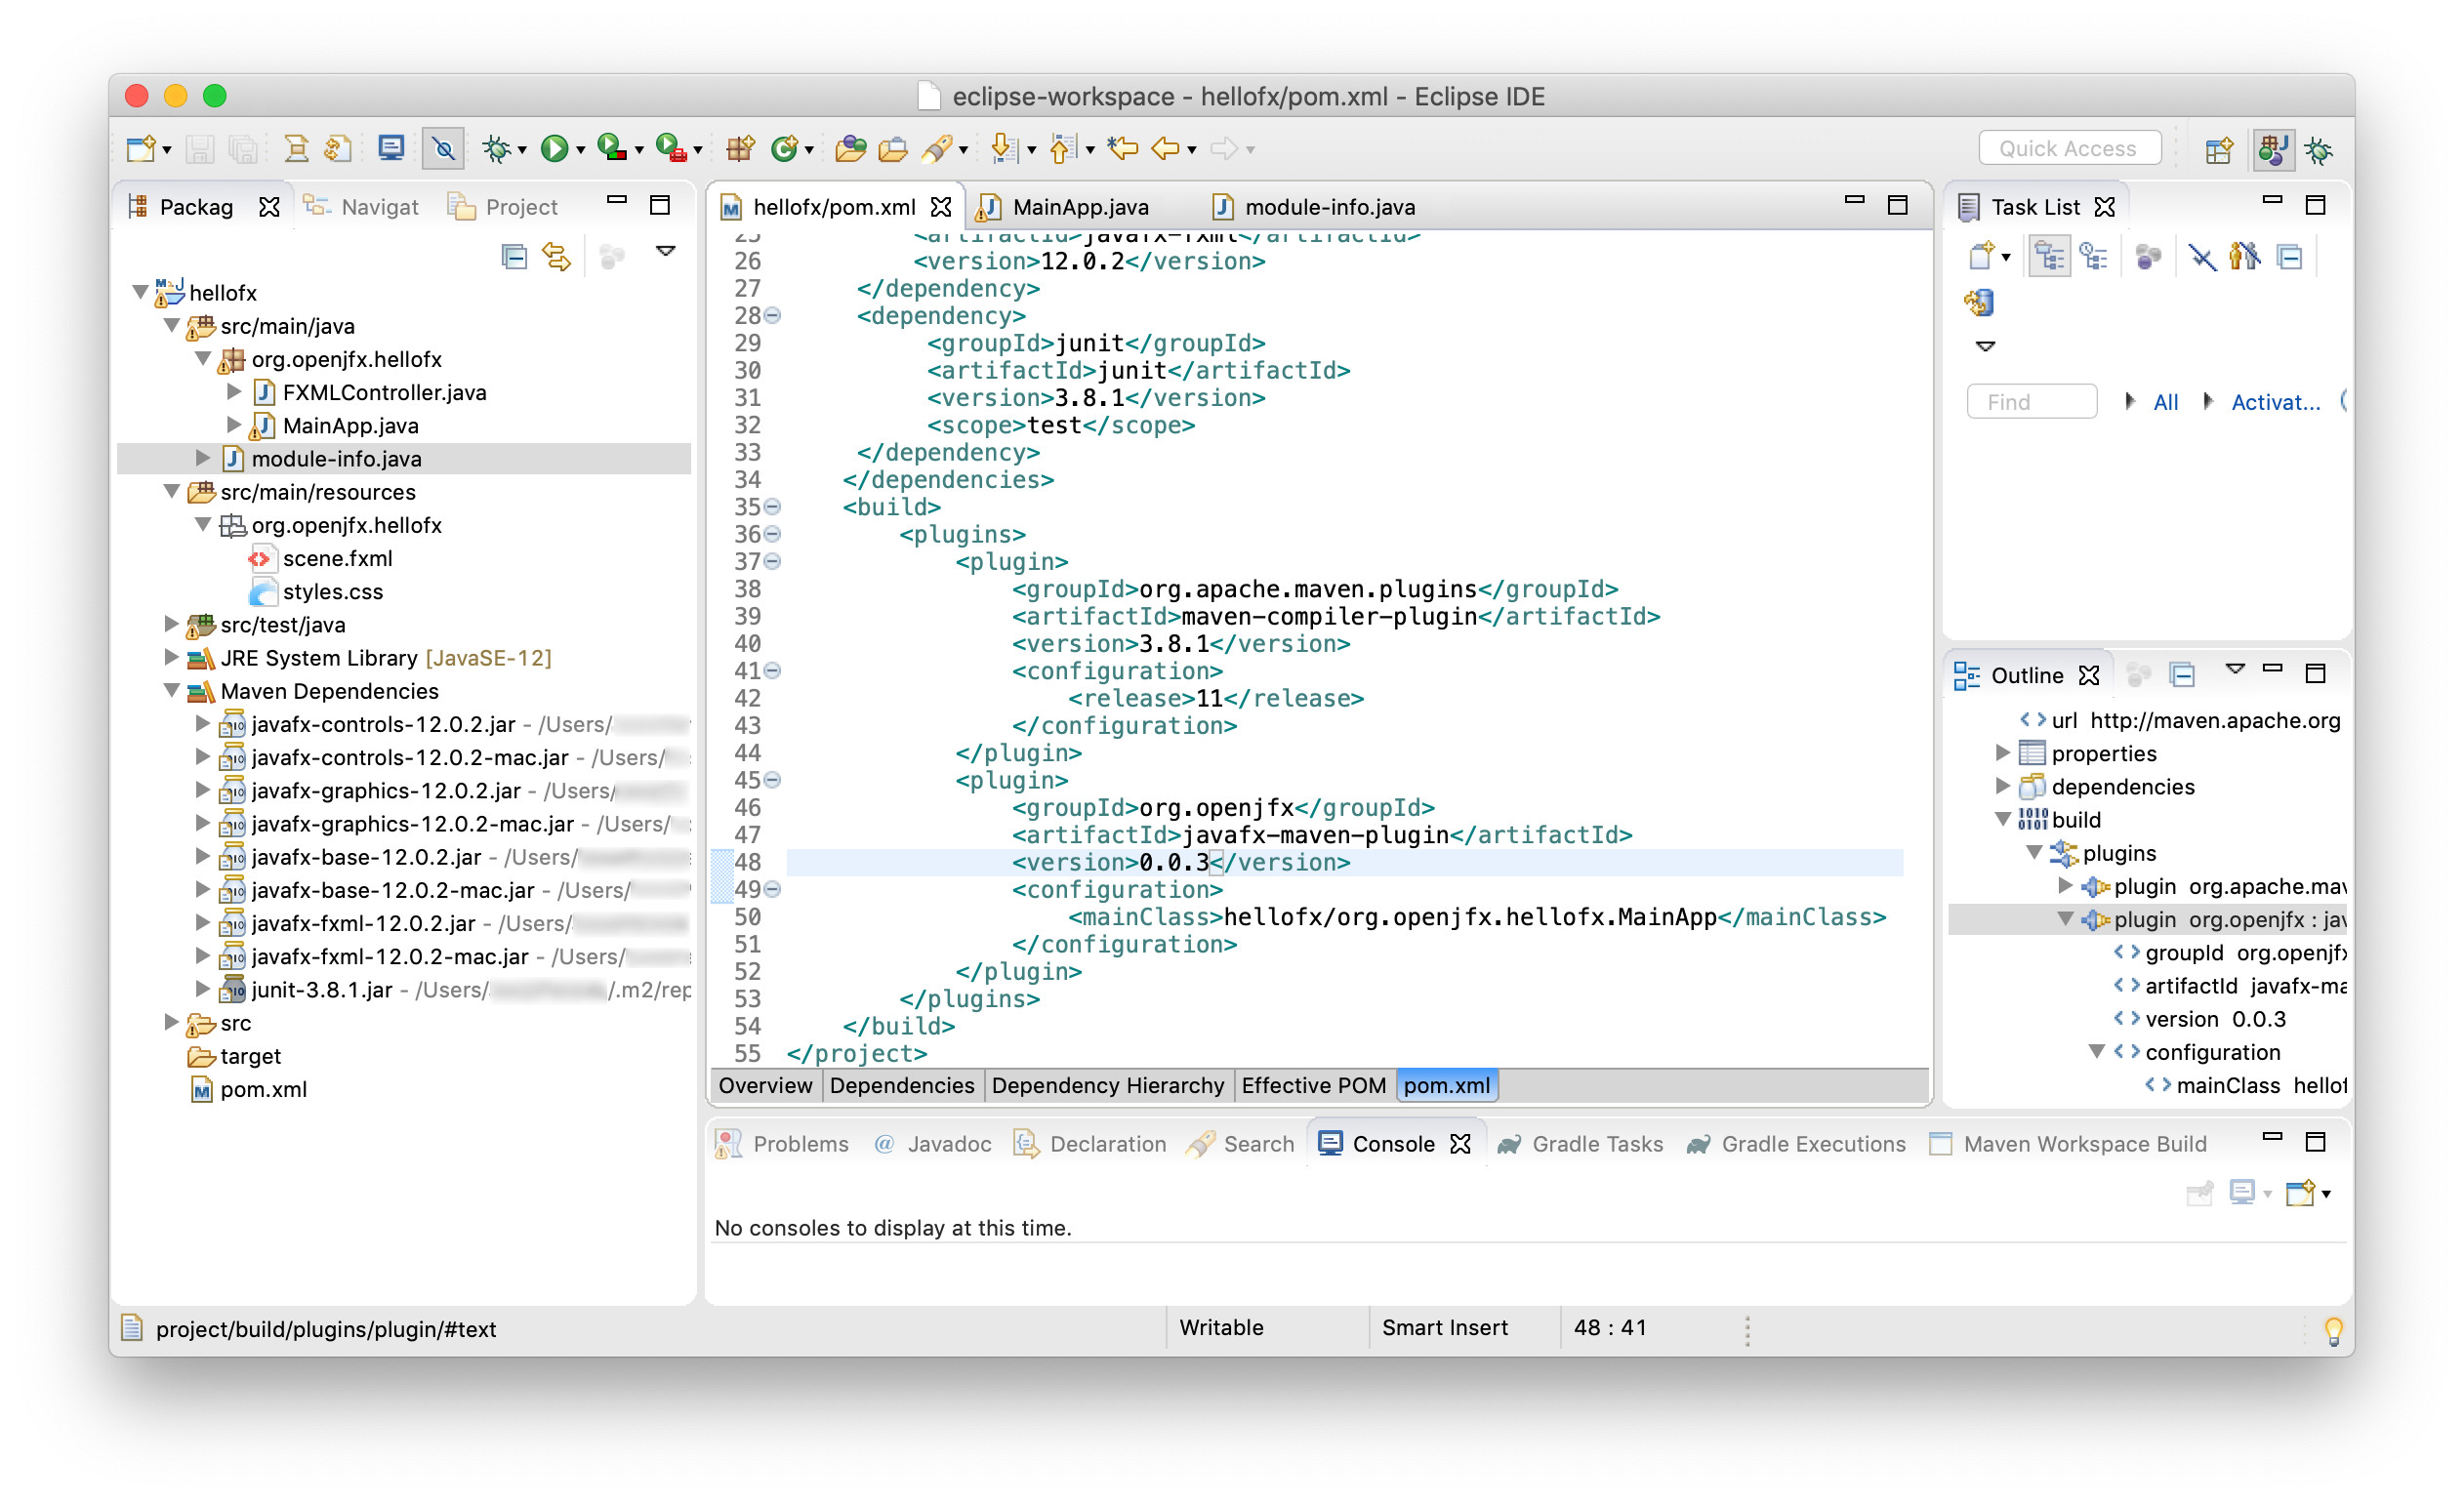 eclipse-workspace - hellofx/pom.xml - Eclipse IDE
Quick Access
Packag
Navigat
Project
hellofx
src/main/java
org.openjfx.hellofx
FXMLController.java
MainApp.java
module-info.java
src/main/resources
org.openjfx.hellofx
scene.fxml
styles.css
src/test/java
JRE System Library [JavaSE-12]
Maven Dependencies
javafx-controls-12.0.2.jar - /Users/
javafx-controls-12.0.2-mac.jar - /Users/
javafx-graphics-12.0.2.jar - /Users/
javafx-graphics-12.0.2-mac.jar - /Users/
javafx-base-12.0.2.jar - /Users/
javafx-base-12.0.2-mac.jar - /Users/
javafx-fxml-12.0.2.jar - /Users/
javafx-fxml-12.0.2-mac.jar - /Users/
junit-3.8.1.jar - /Users/ /.m2/rep
src
target
pom.xml
hellofx/pom.xml
MainApp.java
module-info.java
25 <artifactId>javafx-fxml</artifactId>
26 <version>12.0.2</version>
27 </dependency>
28 <dependency>
29 <groupId>junit</groupId>
30 <artifactId>junit</artifactId>
31 <version>3.8.1</version>
32 <scope>test</scope>
33 </dependency>
34 </dependencies>
35 <build>
36 <plugins>
37 <plugin>
38 <groupId>org.apache.maven.plugins</groupId>
39 <artifactId>maven-compiler-plugin</artifactId>
40 <version>3.8.1</version>
41 <configuration>
42 <release>11</release>
43 </configuration>
44 </plugin>
45 <plugin>
46 <groupId>org.openjfx</groupId>
47 <artifactId>javafx-maven-plugin</artifactId>
48 <version>0.0.3</version>
49 <configuration>
50 <mainClass>hellofx/org.openjfx.hellofx.MainApp</mainClass>
51 </configuration>
52 </plugin>
53 </plugins>
54 </build>
55 </project>
Overview
Dependencies
Dependency Hierarchy
Effective POM
pom.xml
Task List
Find
All
Activat...
Outline
url http://maven.apache.org
properties
dependencies
build
plugins
plugin org.apache.mav
plugin org.openjfx : jav
groupId org.openjfx
artifactId javafx-ma
version 0.0.3
configuration
mainClass hellof
Problems
Javadoc
Declaration
Search
Console
Gradle Tasks
Gradle Executions
Maven Workspace Build
No consoles to display at this time.
project/build/plugins/plugin/#text
Writable
Smart Insert
48 : 41